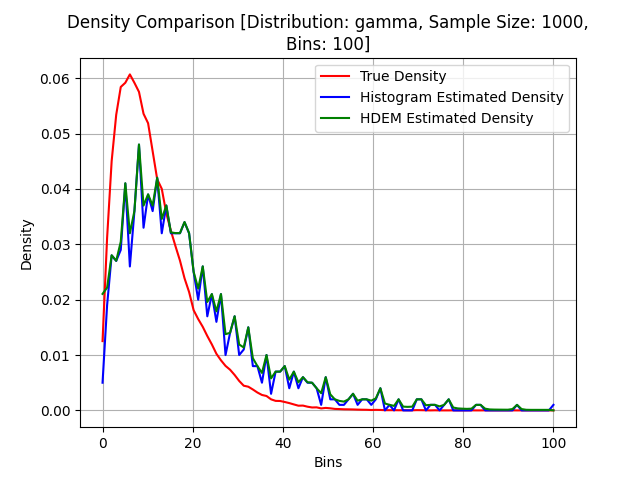 Density Comparison [Distribution: gamma, Sample Size: 1000,
Bins: 100]
True Density
Histogram Estimated Density
HDEM Estimated Density
Density
0.06
0.05
0.04
0.03
0.02
0.01
0.00
0 20 40 60 80 100
Bins